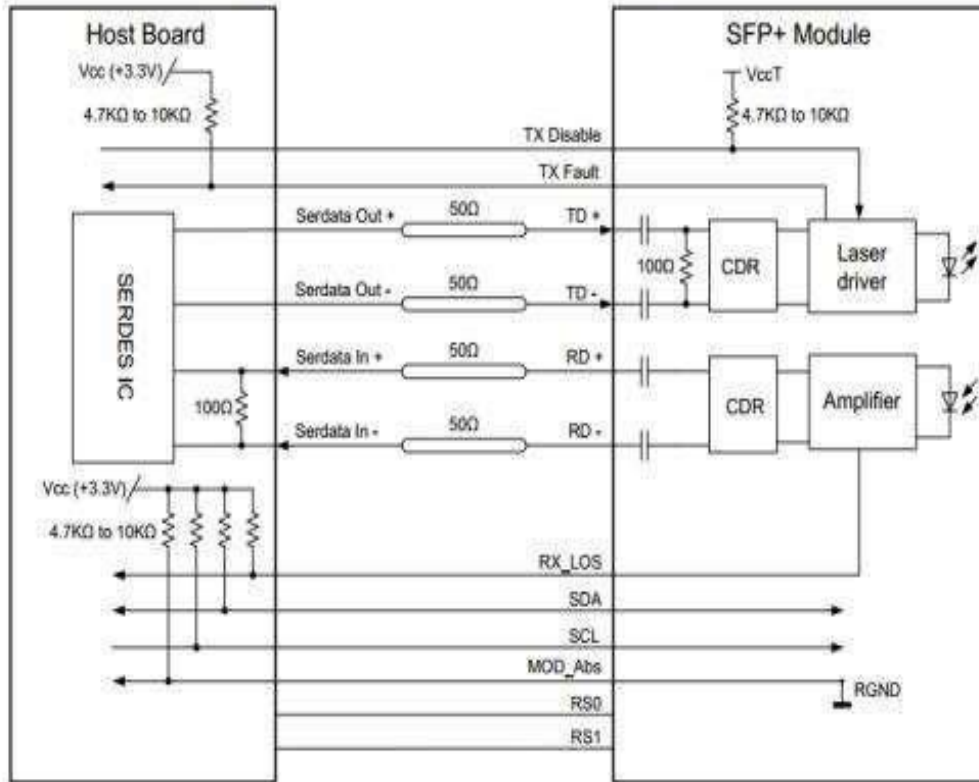 Host Board
SFP+ Module
Vcc (+3.3V)
VccT
4.7KΩ to 10KΩ
4.7KΩ to 10KΩ
TX Disable
TX Fault
Serdata Out +
50Ω
TD +
SERDES IC
100Ω
CDR
Laser
driver
Serdata Out -
50Ω
TD -
Serdata In +
50Ω
RD +
100Ω
CDR
Amplifier
Serdata In -
50Ω
RD -
Vcc (+3.3V)
4.7KΩ to 10KΩ
RX_LOS
SDA
SCL
MOD_Abs
RGND
RS0
RS1